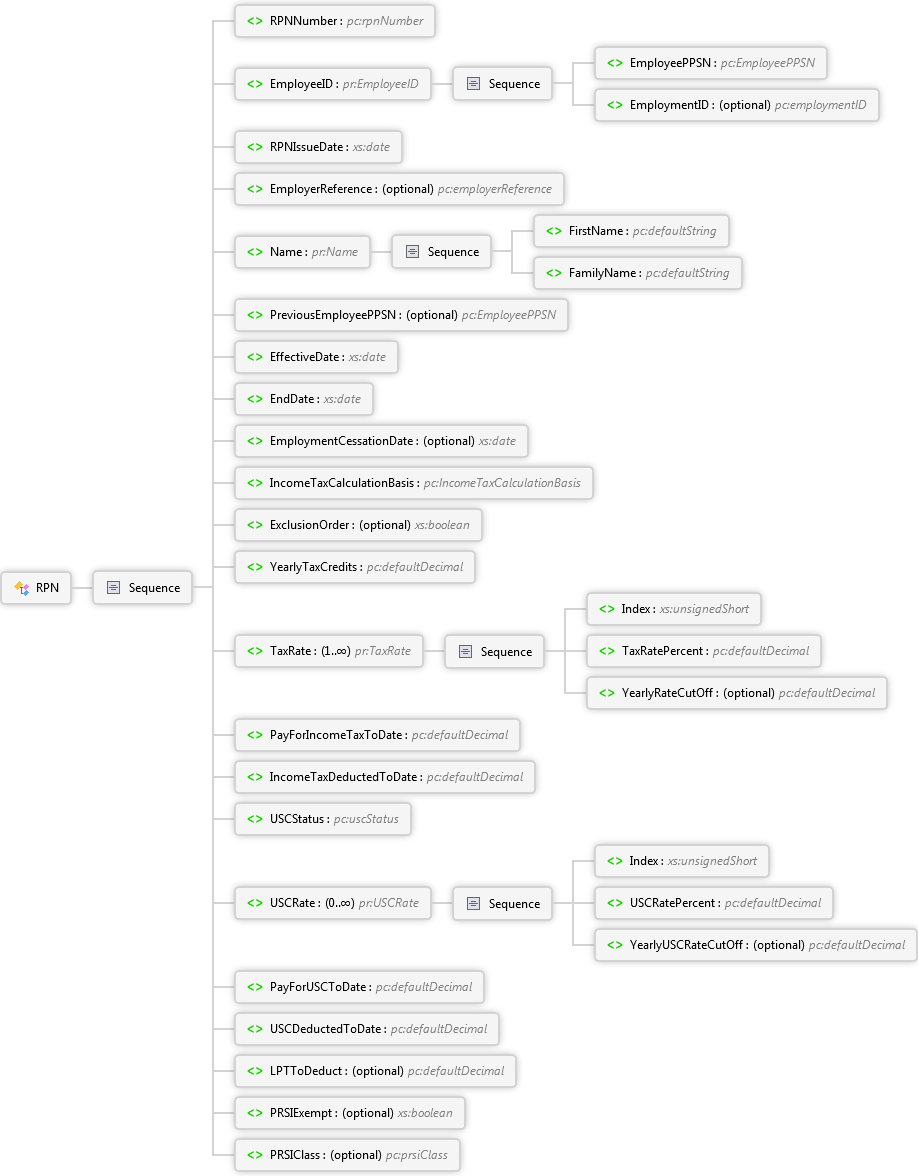 <> RPNNumber : pc:rpnNumber
<> EmployeeID : pr:EmployeeID
Sequence
<> EmployeePPSN : pc:EmployeePPSN
<> EmploymentID : (optional) pc:employmentID
<> RPNIssueDate : xs:date
<> EmployerReference : (optional) pc:employerReference
<> Name : pr:Name
Sequence
<> FirstName : pc:defaultString
<> FamilyName : pc:defaultString
<> PreviousEmployeePPSN : (optional) pc:EmployeePPSN
<> EffectiveDate : xs:date
<> EndDate : xs:date
<> EmploymentCessationDate : (optional) xs:date
<> IncomeTaxCalculationBasis : pc:IncomeTaxCalculationBasis
<> ExclusionOrder : (optional) xs:boolean
<> YearlyTaxCredits : pc:defaultDecimal
RPN
Sequence
<> TaxRate : (1..∞) pr:TaxRate
Sequence
<> Index : xs:unsignedShort
<> TaxRatePercent : pc:defaultDecimal
<> YearlyRateCutOff : (optional) pc:defaultDecimal
<> PayForIncomeTaxToDate : pc:defaultDecimal
<> IncomeTaxDeductedToDate : pc:defaultDecimal
<> USCStatus : pc:uscStatus
<> USCRate : (0..∞) pr:USCRate
Sequence
<> Index : xs:unsignedShort
<> USCRatePercent : pc:defaultDecimal
<> YearlyUSCRateCutOff : (optional) pc:defaultDecimal
<> PayForUSCToDate : pc:defaultDecimal
<> USCDeductedToDate : pc:defaultDecimal
<> LPTToDeduct : (optional) pc:defaultDecimal
<> PRSIExempt : (optional) xs:boolean
<> PRSIClass : (optional) pc:prsiClass